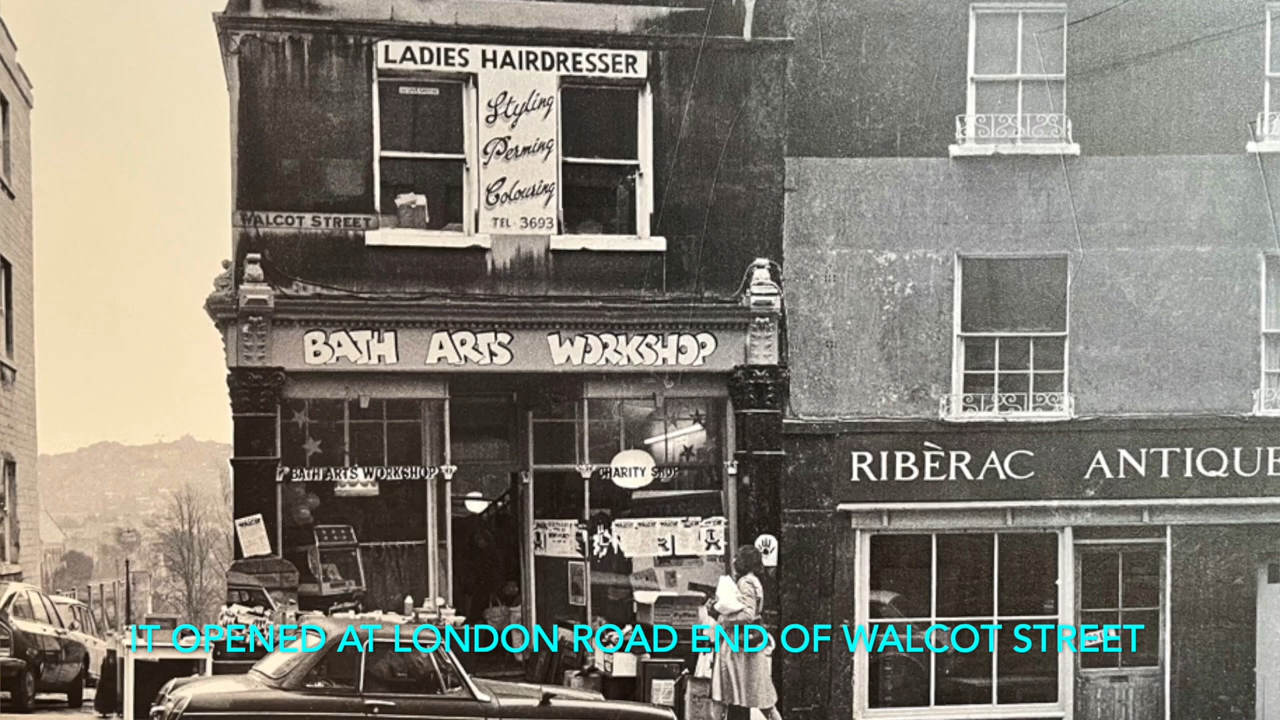 LADIES HAIRDRESSER
Styling
Perming
Colouring
TEL · 3693
WALCOT STREET
BATH ARTS WORKSHOP
RIBÈRAC ANTIQUE
BATH ARTS WORKSHOP
CHARITY SHOP
IT OPENED AT LONDON ROAD END OF WALCOT STREET